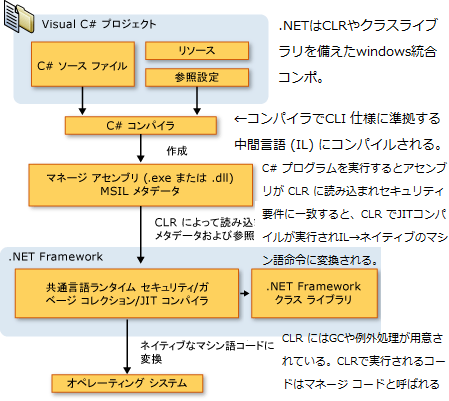 Visual C# プロジェクト
.NETはCLRやクラスライブ
ラリを備えたwindows統合
コンポ。
リソース
C# ソース ファイル
参照設定
C# コンパイラ
←コンパイラでCLI 仕様に準拠する
中間言語 (IL) にコンパイルされる。
作成
マネージ アセンブリ (.exe または .dll)
MSIL メタデータ
C# プログラムを実行するとアセンブ
リが CLR に読み込まれセキュリティ
要件に一致すると、CLR でJITコンパ
イルが実行されIL→ネイティブのマシ
ン語命令に変換される。
CLR によって読み込
メタデータおよび参照
.NET Framework
共通言語ランタイム セキュリティ/ガ
ベージ コレクション/JIT コンパイラ
.NET Framework
クラス ライブラリ
ネイティブなマシン語コードに
変換
CLR にはGCや例外処理が用意さ
れている。CLRで実行されるコー
ドはマネージ コードと呼ばれる
オペレーティング システム